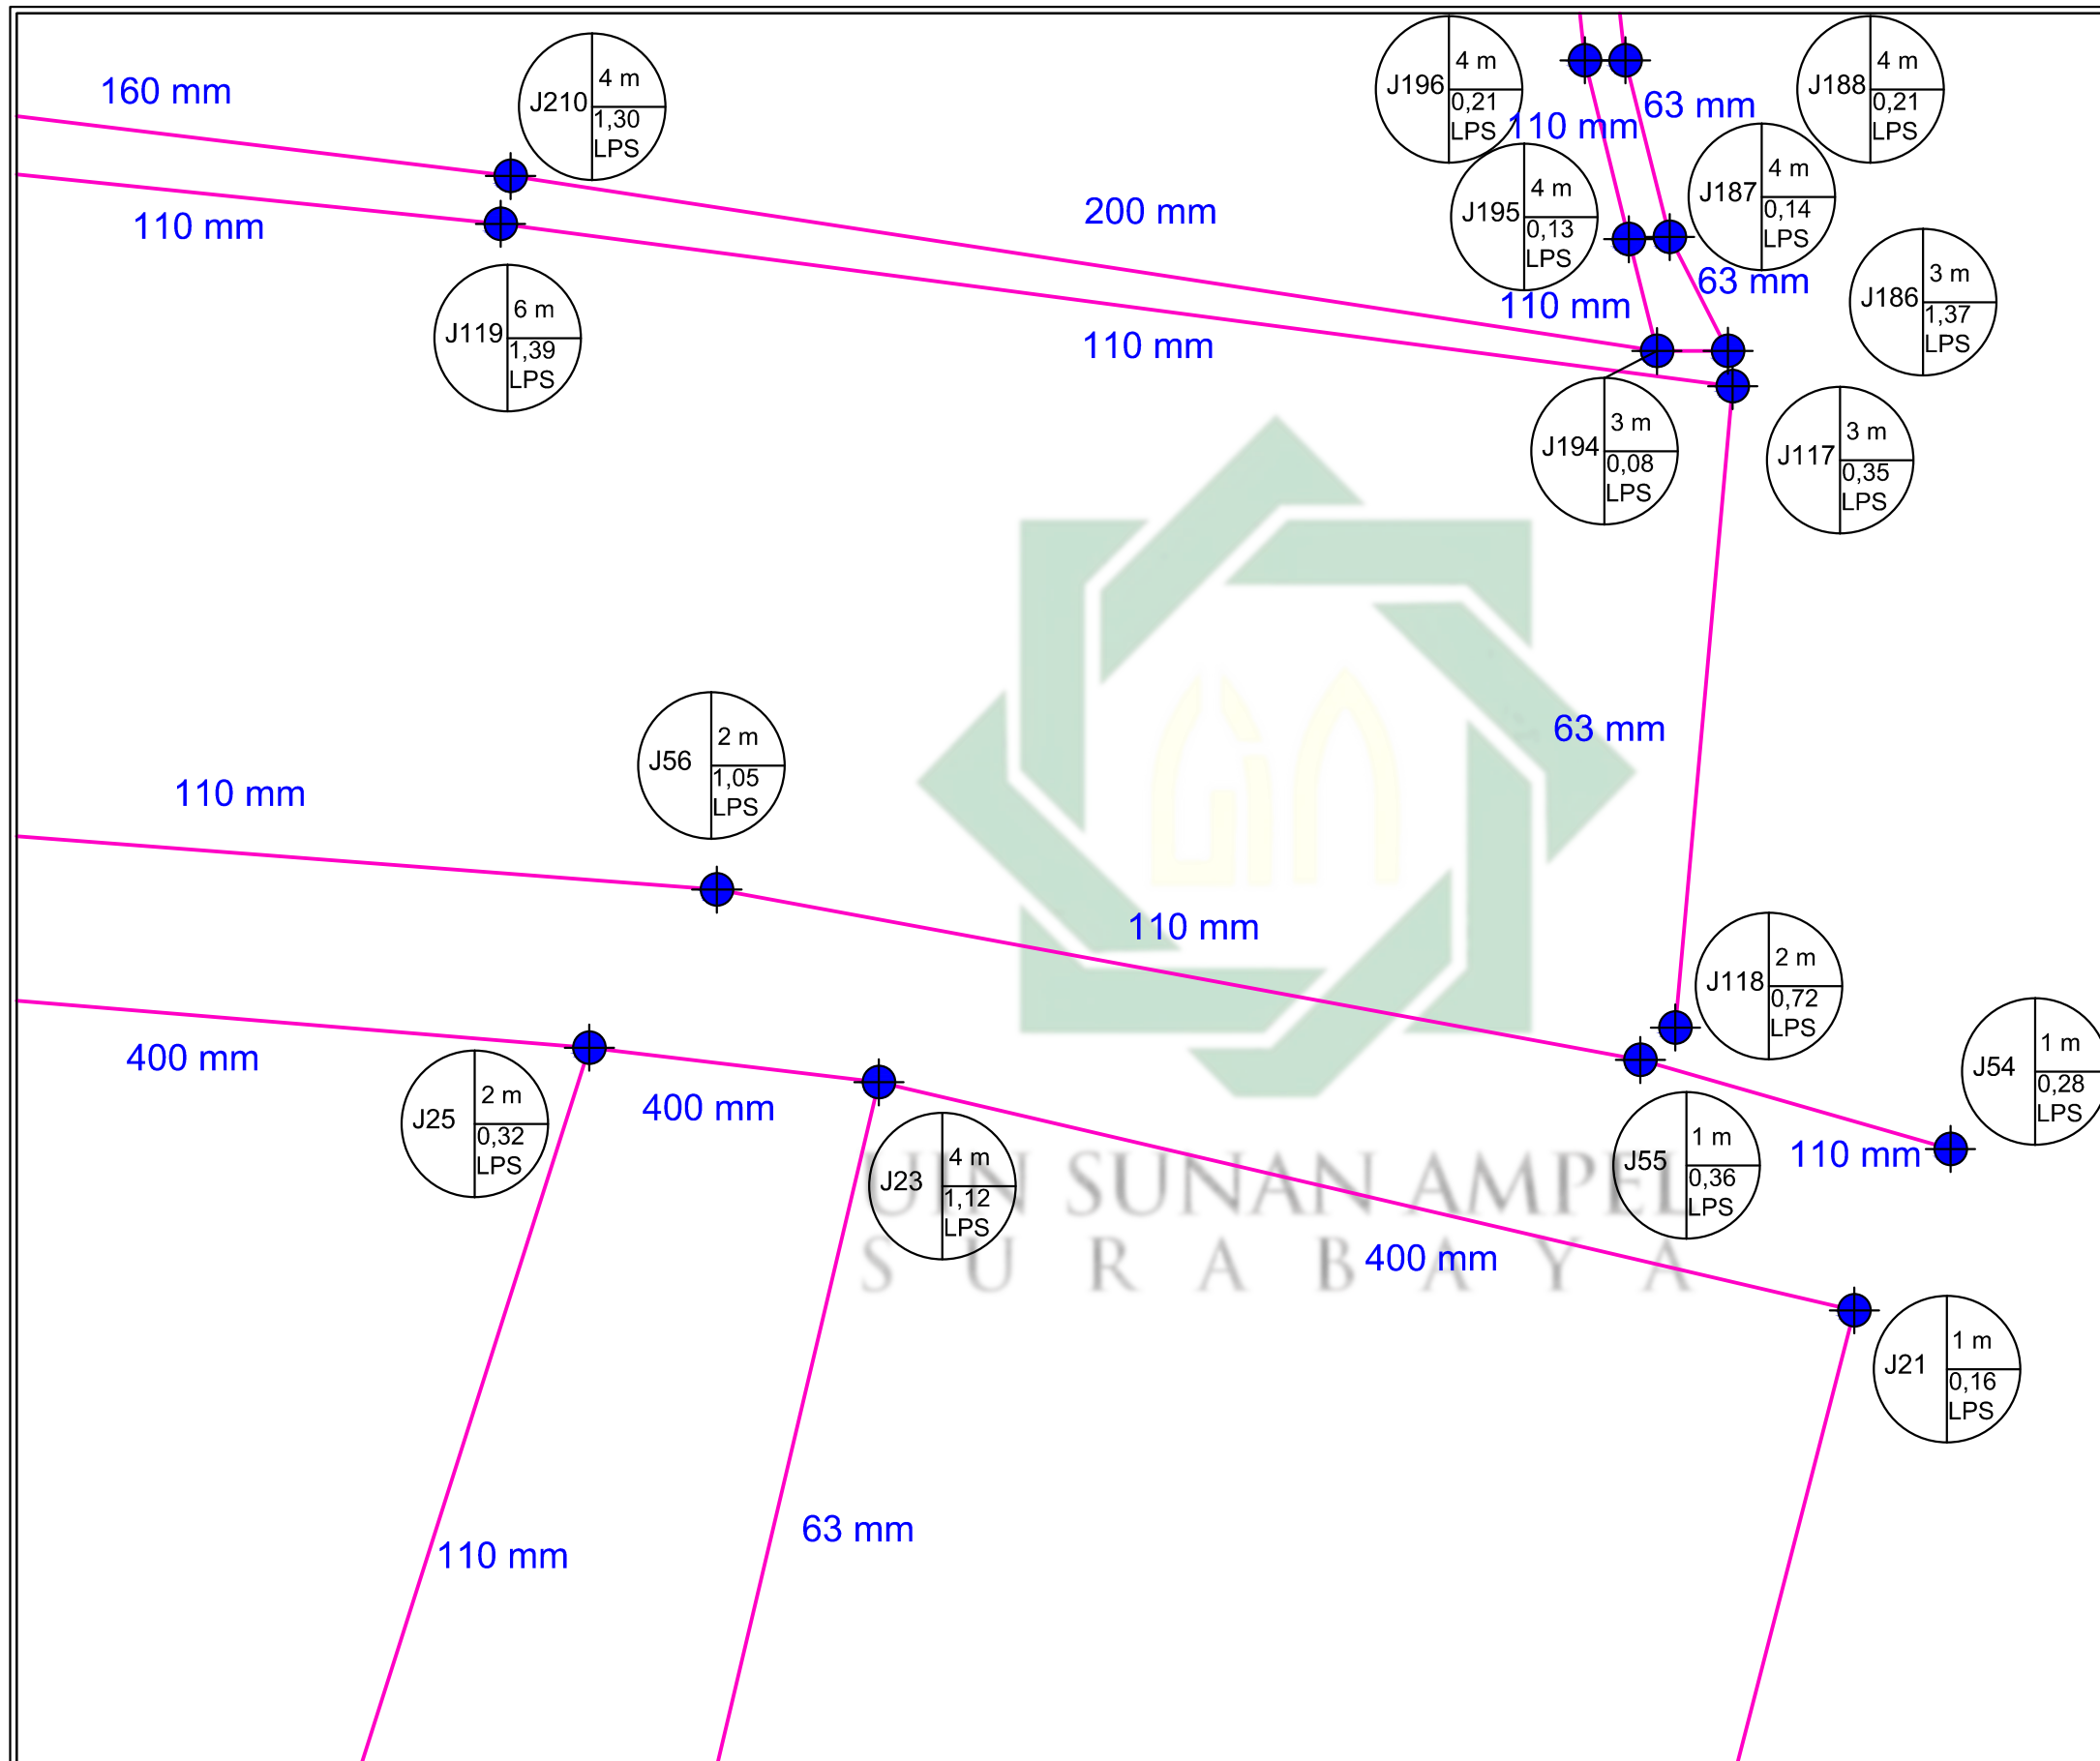 160 mm
J210
4 m
1,30
LPS
J196
4 m
0,21
LPS
110 mm
63 mm
J188
4 m
0,21
LPS
110 mm
J195
4 m
0,13
LPS
J187
4 m
0,14
LPS
200 mm
63 mm
110 mm
J186
3 m
1,37
LPS
J119
6 m
1,39
LPS
110 mm
J194
3 m
0,08
LPS
J117
3 m
0,35
LPS
63 mm
J56
2 m
1,05
LPS
110 mm
110 mm
J118
2 m
0,72
LPS
400 mm
J54
1 m
0,28
LPS
J25
2 m
0,32
LPS
400 mm
J23
4 m
1,12
LPS
J55
1 m
0,36
LPS
110 mm
UIN SUNAN AMPEL
S U R A B A Y A
400 mm
J21
1 m
0,16
LPS
63 mm
110 mm